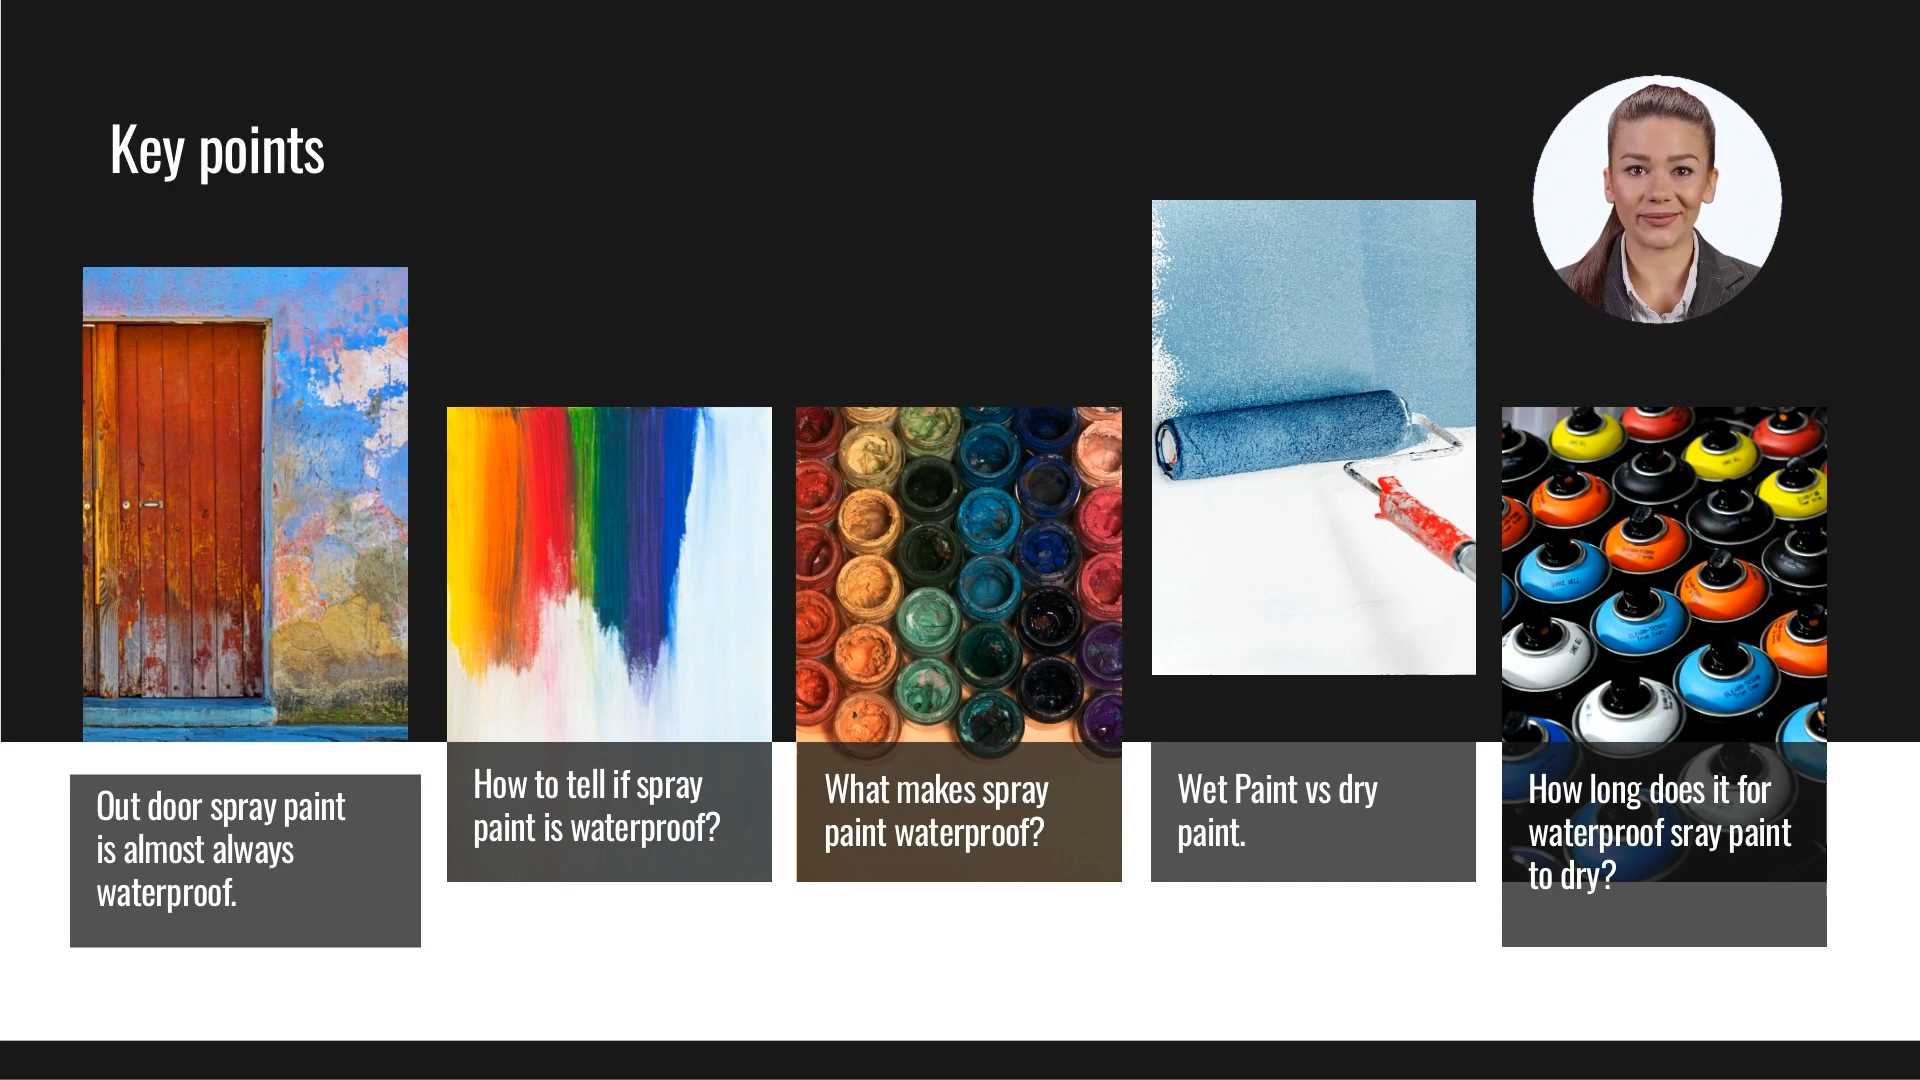 Key points
Out door spray paint
is almost always
waterproof.
How to tell if spray
paint is waterproof?
What makes spray
paint waterproof?
Wet Paint vs dry
paint.
How long does it for
waterproof sray paint
to dry?